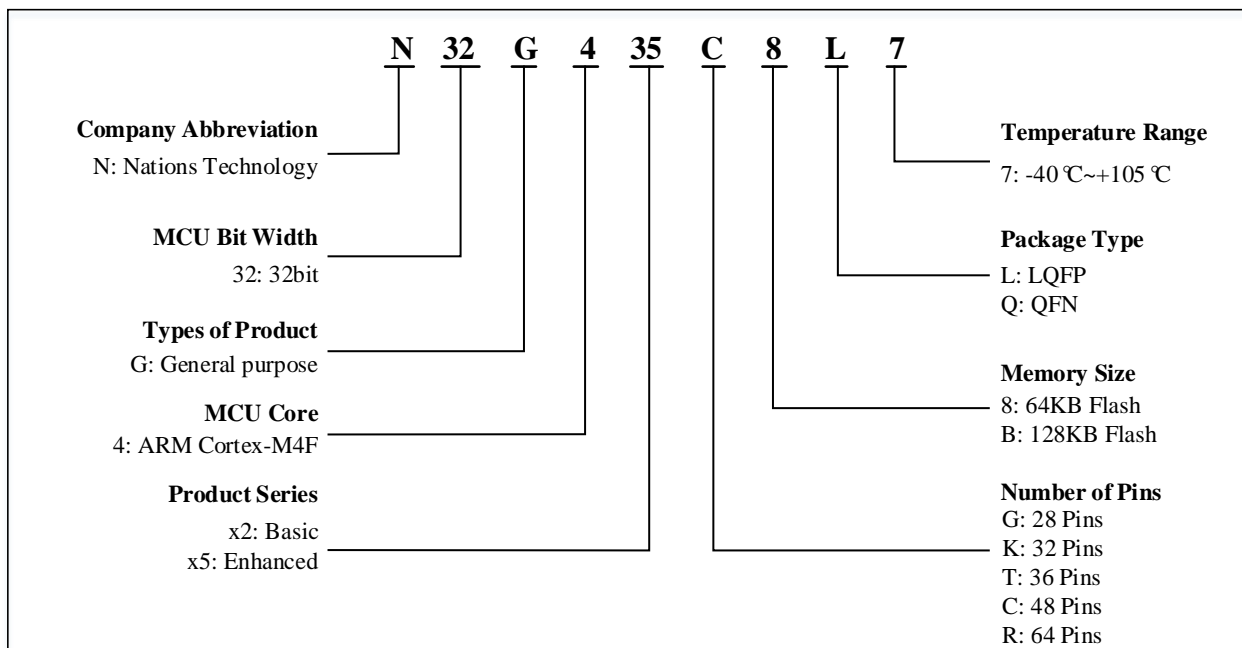 N 32 G 4 35 C 8 L 7
Company Abbreviation
N: Nations Technology
MCU Bit Width
32: 32bit
Types of Product
G: General purpose
MCU Core
4: ARM Cortex-M4F
Product Series
x2: Basic
x5: Enhanced
Temperature Range
7: -40℃~+105℃
Package Type
L: LQFP
Q: QFN
Memory Size
8: 64KB Flash
B: 128KB Flash
Number of Pins
G: 28 Pins
K: 32 Pins
T: 36 Pins
C: 48 Pins
R: 64 Pins